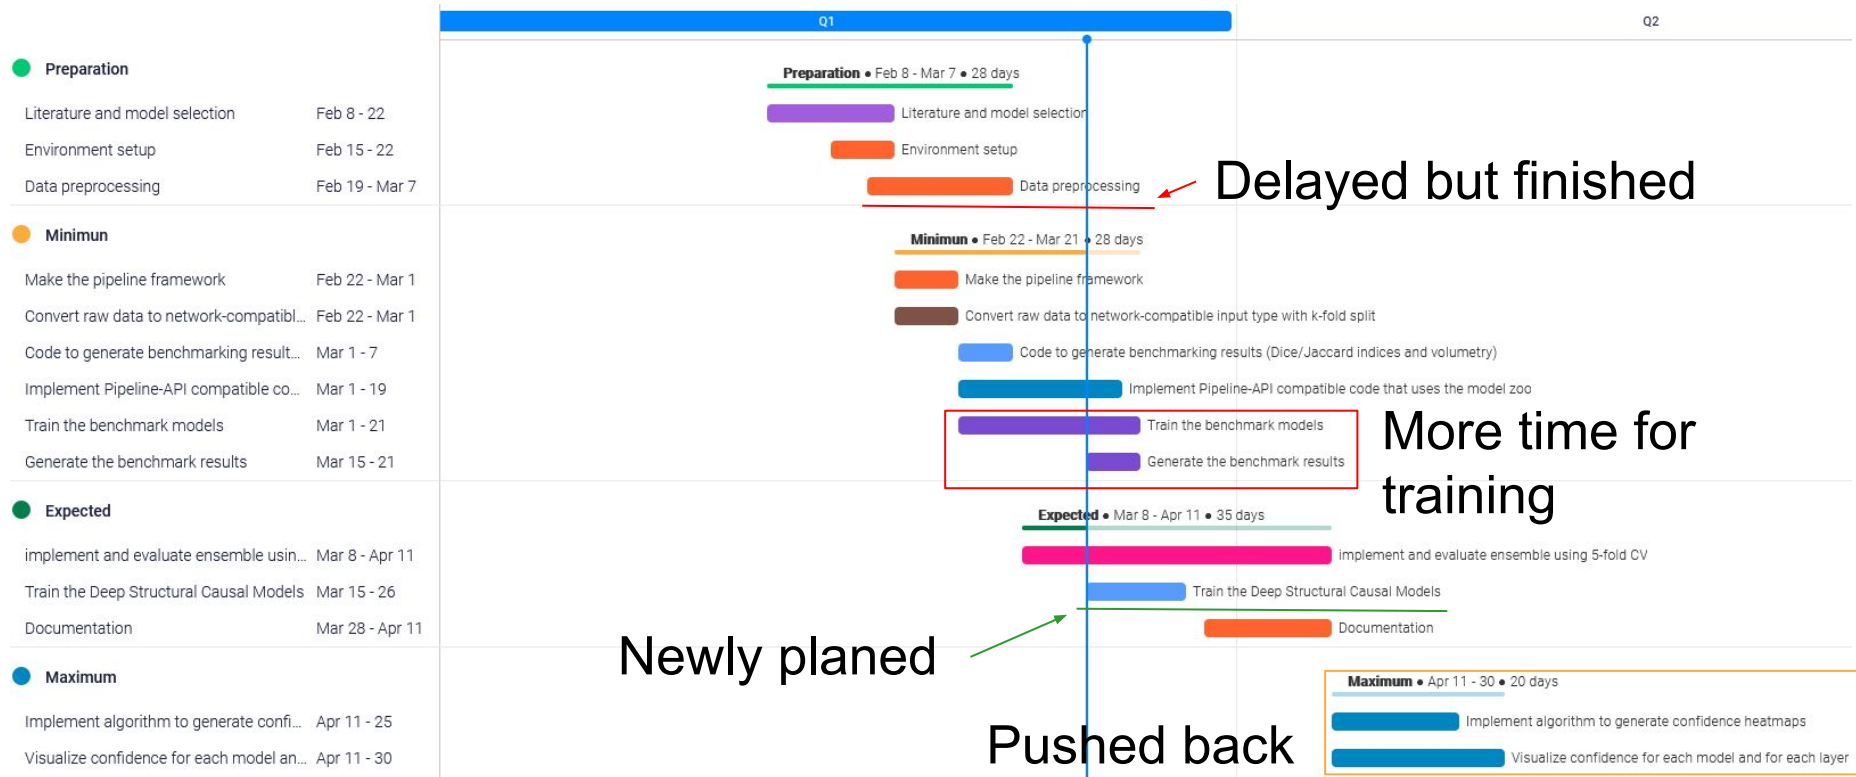 Q1
Q2
Preparation
Preparation • Feb 8 - Mar 7 • 28 days
Literature and model selection Feb 8 - 22
Literature and model selection
Environment setup Feb 15 - 22
Environment setup
Data preprocessing Feb 19 - Mar 7
Data preprocessing
Delayed but finished
Minimun
Minimun • Feb 22 - Mar 21 • 28 days
Make the pipeline framework Feb 22 - Mar 1
Make the pipeline framework
Convert raw data to network-compatibl... Feb 22 - Mar 1
Convert raw data to network-compatible input type with k-fold split
Code to generate benchmarking result... Mar 1 - 7
Code to generate benchmarking results (Dice/Jaccard indices and volumetry)
Implement Pipeline-API compatible co... Mar 1 - 19
Implement Pipeline-API compatible code that uses the model zoo
Train the benchmark models Mar 1 - 21
Train the benchmark models
Generate the benchmark results Mar 15 - 21
Generate the benchmark results
More time for
training
Expected
Expected • Mar 8 - Apr 11 • 35 days
implement and evaluate ensemble usin... Mar 8 - Apr 11
implement and evaluate ensemble using 5-fold CV
Train the Deep Structural Causal Models Mar 15 - 26
Train the Deep Structural Causal Models
Documentation Mar 28 - Apr 11
Documentation
Newly planed
Maximum
Maximum • Apr 11 - 30 • 20 days
Implement algorithm to generate confi... Apr 11 - 25
Implement algorithm to generate confidence heatmaps
Visualize confidence for each model an... Apr 11 - 30
Visualize confidence for each model and for each layer
Pushed back